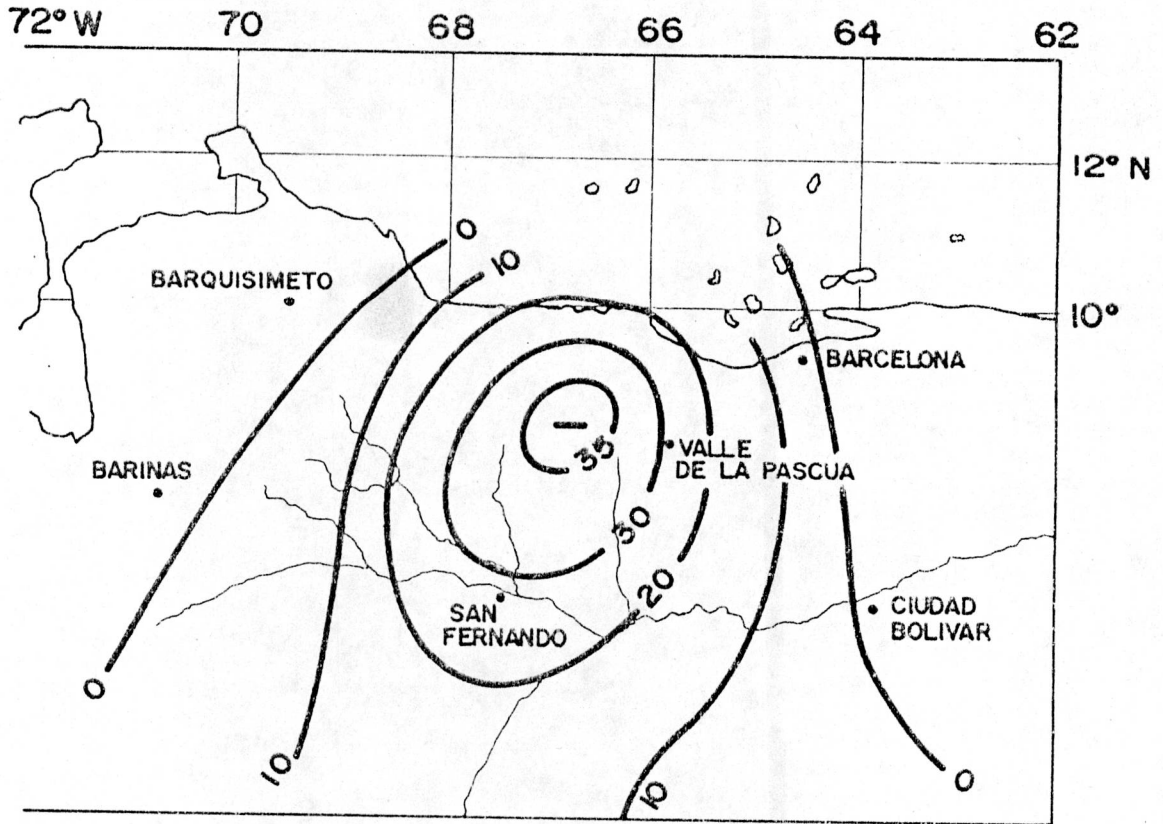 72° W 70 68 66 64 62
12° N
0
10
BARQUISIMETO
10°
BARCELONA
–
35
VALLE
DE LA PASCUA
BARINAS
30
20
SAN
FERNANDO
CIUDAD
BOLIVAR
0
10
10
0